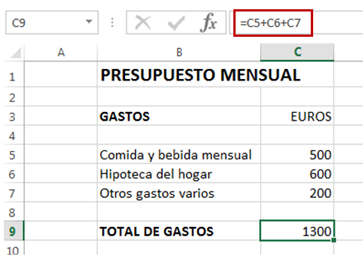 C9 fx =C5+C6+C7
A B C
1 PRESUPUESTO MENSUAL
2
3 GASTOS EUROS
4
5 Comida y bebida mensual 500
6 Hipoteca del hogar 600
7 Otros gastos varios 200
8
9 TOTAL DE GASTOS 1300
10